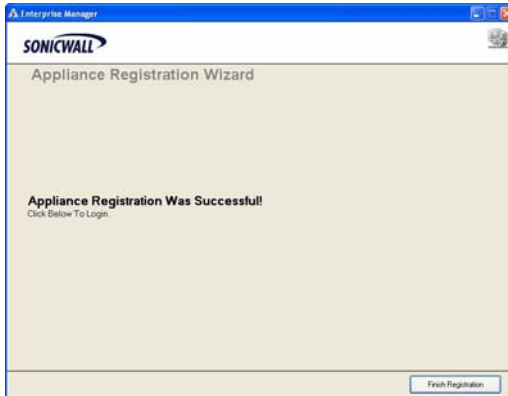 Enterprise Manager
SONICWALL
Appliance Registration Wizard
Appliance Registration Was Successful!
Click Below To Login.
Finish Registration